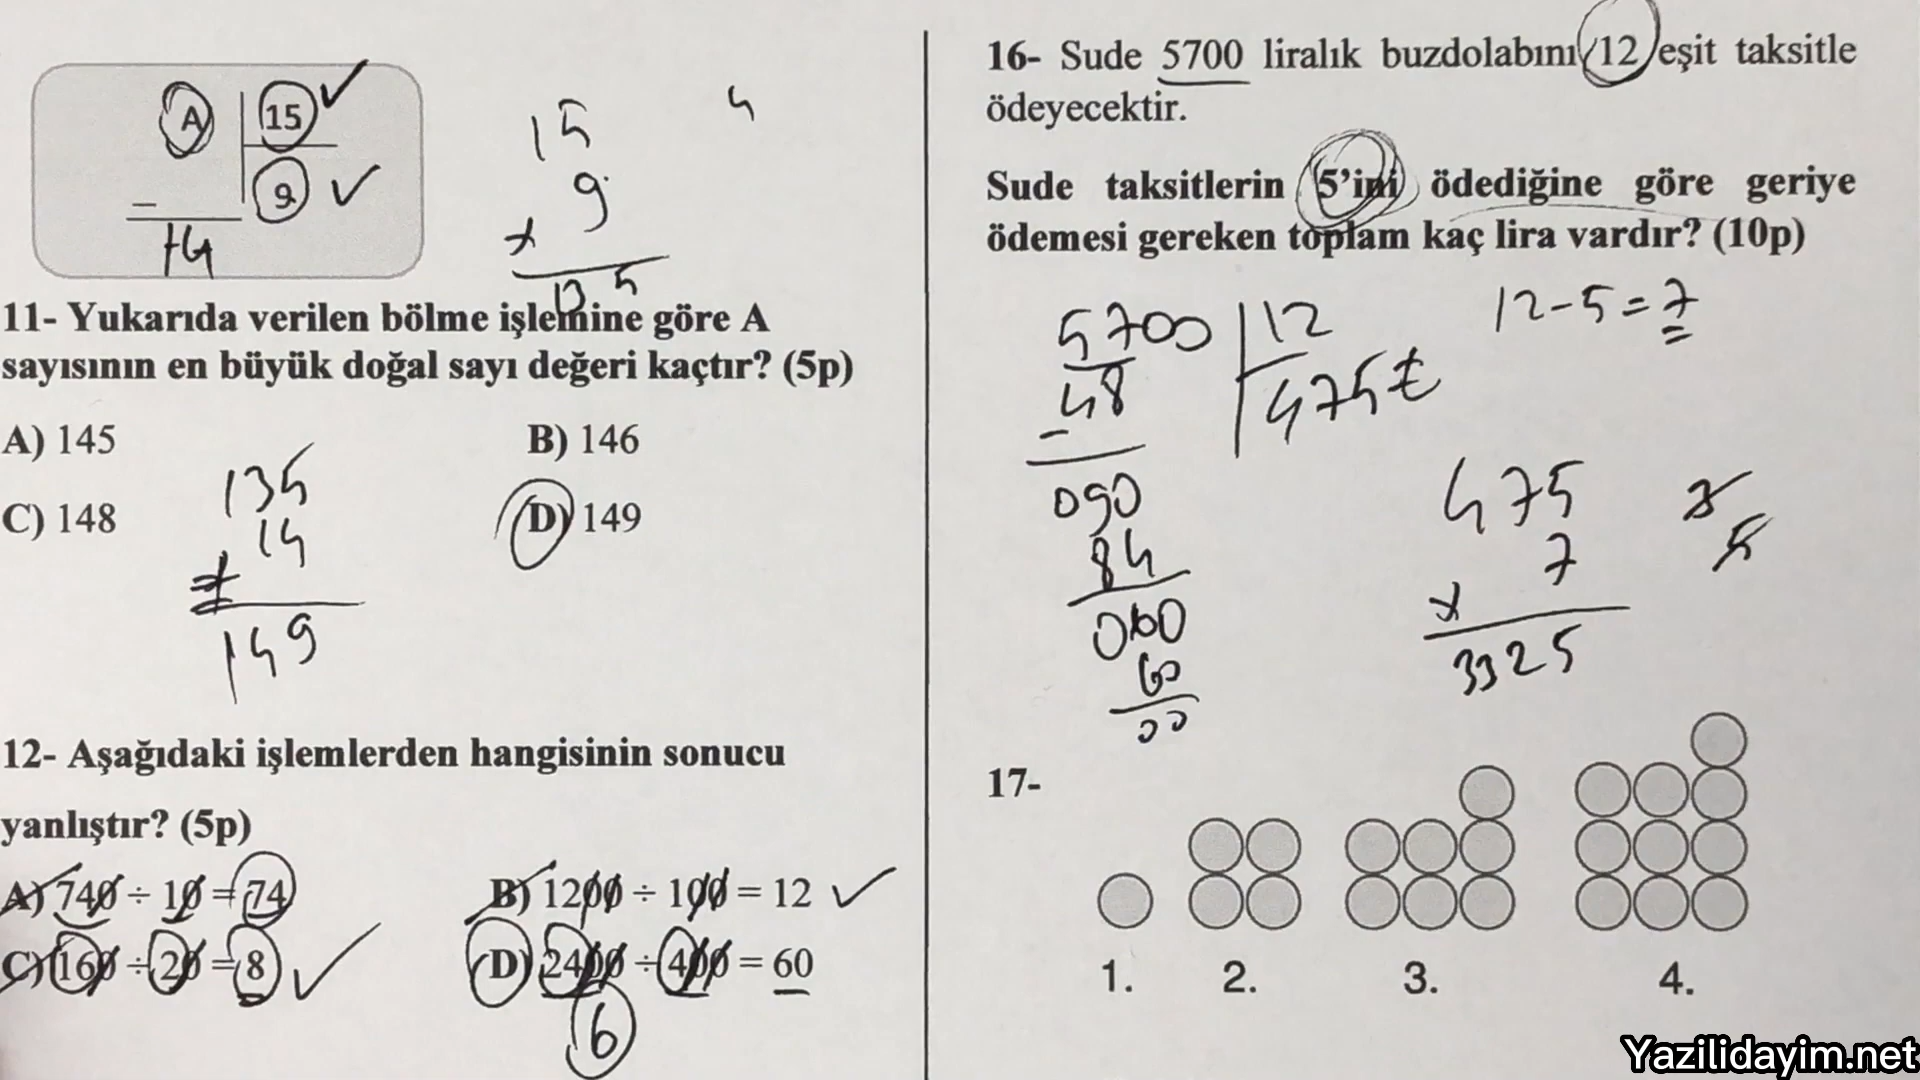 A 15
9
-
14
15
9
x
135
4
11- Yukarıda verilen bölme işlemine göre A
sayısının en büyük doğal sayı değeri kaçtır? (5p)
A) 145 B) 146
C) 148 D) 149
135
14
+
149
12- Aşağıdaki işlemlerden hangisinin sonucu
yanlıştır? (5p)
A) 740 ÷ 10 = 74 B) 1200 ÷ 100 = 12
C) 160 ÷ 20 = 8 D) 2400 ÷ 400 = 60
6
16- Sude 5700 liralık buzdolabını 12 eşit taksitle
ödeyecektir.
Sude taksitlerin 5'ini ödediğine göre geriye
ödemesi gereken toplam kaç lira vardır? (10p)
5700 12
48 475₺
-
090
84
060
60
00
12-5=7
475
7
x
3325
17-
1. 2. 3. 4.
Yazilidayim.net